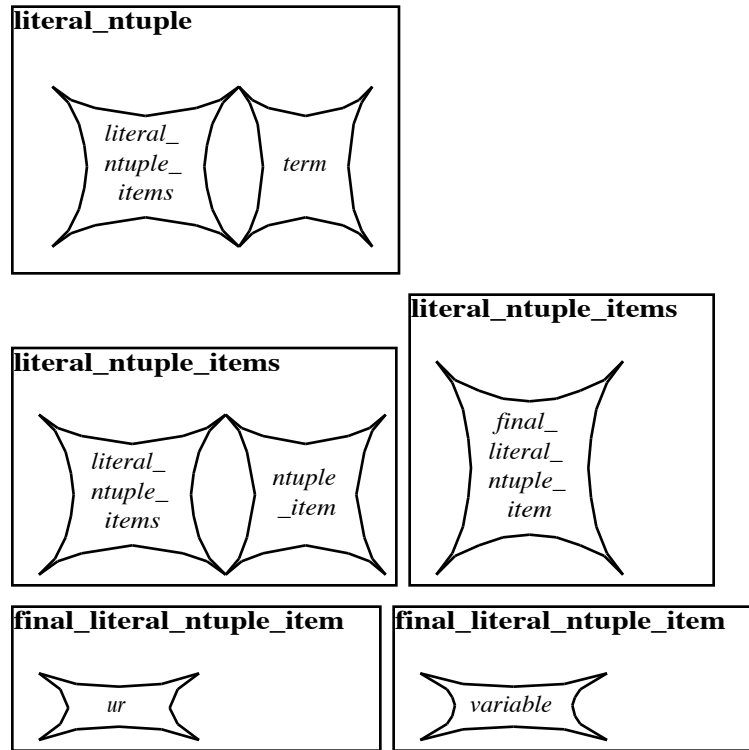 literal_ntuple
literal_
ntuple_
items
term
literal_ntuple_items
literal_
ntuple_
items
ntuple
_item
literal_ntuple_items
final_
literal_
ntuple_
item
final_literal_ntuple_item
ur
final_literal_ntuple_item
variable